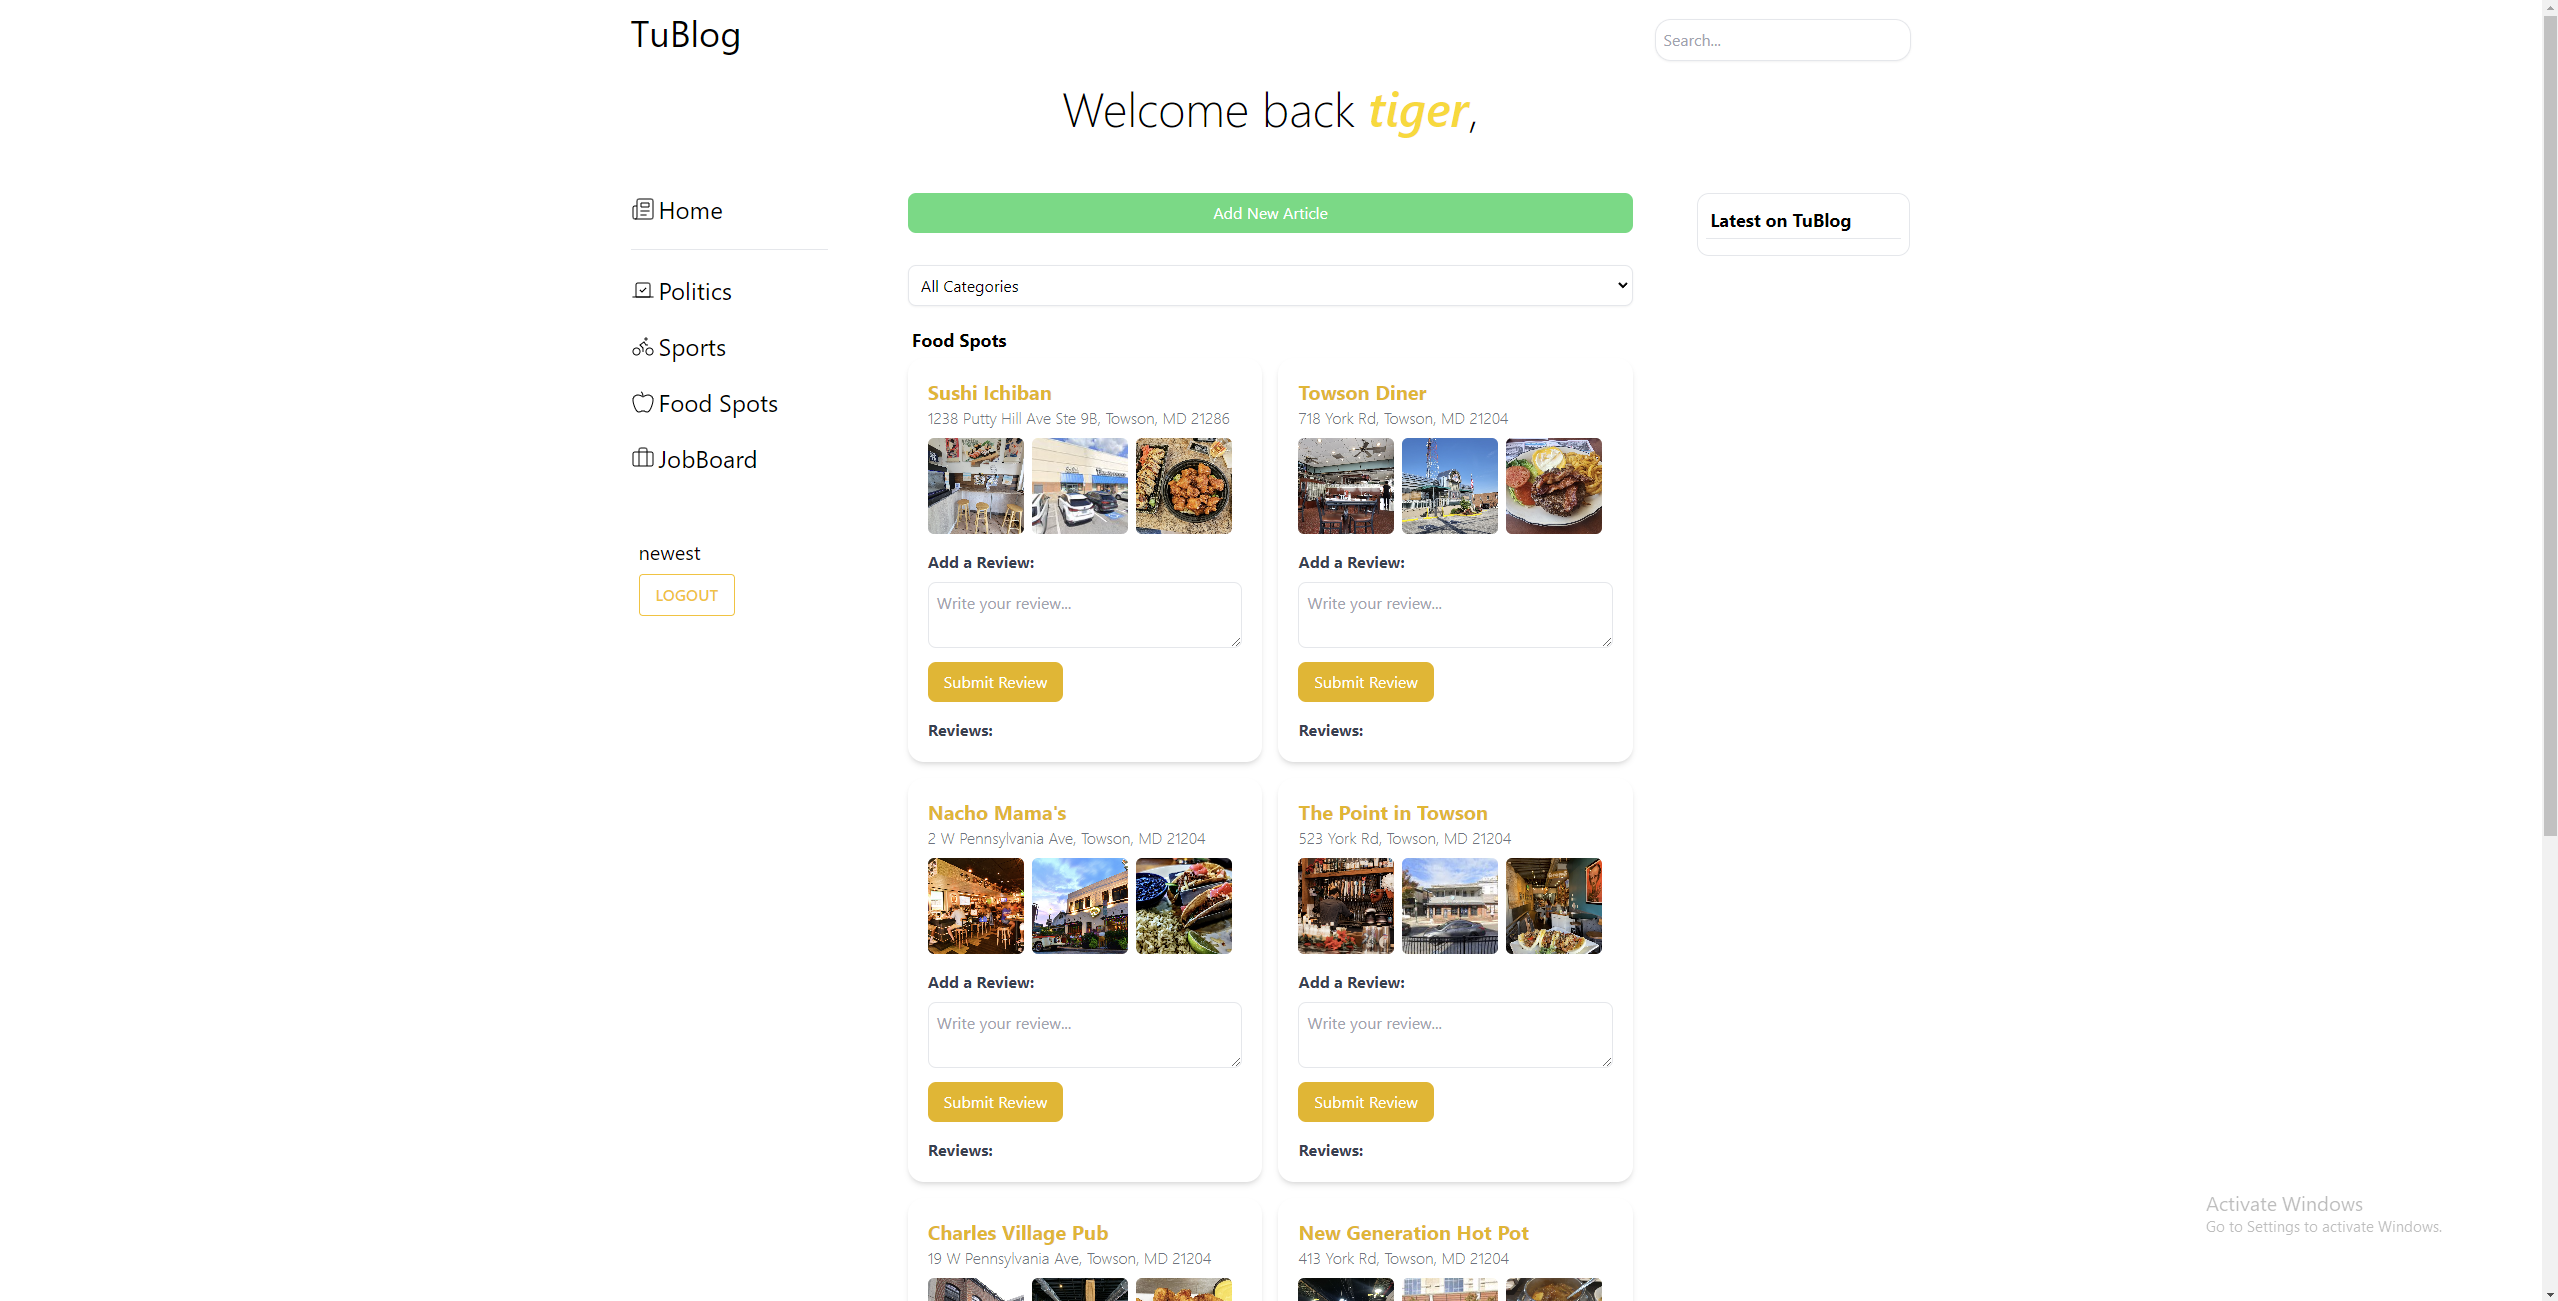 TuBlog
Search...
Welcome back tiger,
Home
Politics
Sports
Food Spots
JobBoard
newest
LOGOUT
Add New Article
All Categories
Food Spots
Sushi Ichiban
1238 Putty Hill Ave Ste 9B, Towson, MD 21286
Add a Review:
Write your review...
Submit Review
Reviews:
Towson Diner
718 York Rd, Towson, MD 21204
Add a Review:
Write your review...
Submit Review
Reviews:
Nacho Mama's
2 W Pennsylvania Ave, Towson, MD 21204
Add a Review:
Write your review...
Submit Review
Reviews:
The Point in Towson
523 York Rd, Towson, MD 21204
Add a Review:
Write your review...
Submit Review
Reviews:
Charles Village Pub
19 W Pennsylvania Ave, Towson, MD 21204
New Generation Hot Pot
413 York Rd, Towson, MD 21204
Latest on TuBlog
Activate Windows
Go to Settings to activate Windows.